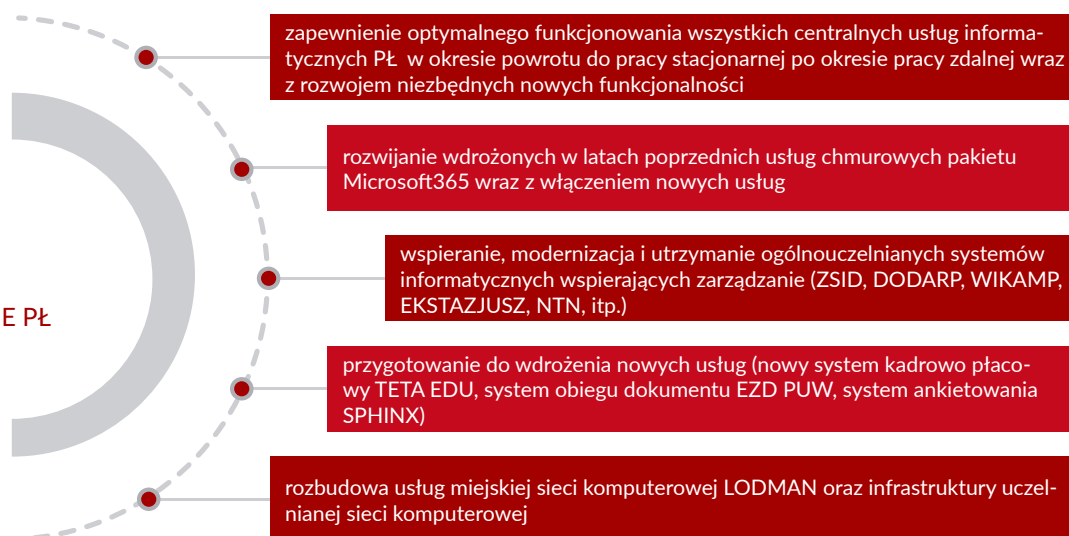 zapewnienie optymalnego funkcjonowania wszystkich centralnych usług informa-
tycznych PŁ w okresie powrotu do pracy stacjonarnej po okresie pracy zdalnej wraz
z rozwojem niezbędnych nowych funkcjonalności
rozwijanie wdrożonych w latach poprzednich usług chmurowych pakietu
Microsoft365 wraz z włączeniem nowych usług
wspieranie, modernizacja i utrzymanie ogólnouczelnianych systemów
informatycznych wspierających zarządzanie (ZSID, DODARP, WIKAMP,
EKSTAZJUSZ, NTN, itp.)
E PŁ
przygotowanie do wdrożenia nowych usług (nowy system kadrowo płaco-
wy TETA EDU, system obiegu dokumentu EZD PUW, system ankietowania
SPHINX)
rozbudowa usług miejskiej sieci komputerowej LODMAN oraz infrastruktury uczel-
nianej sieci komputerowej